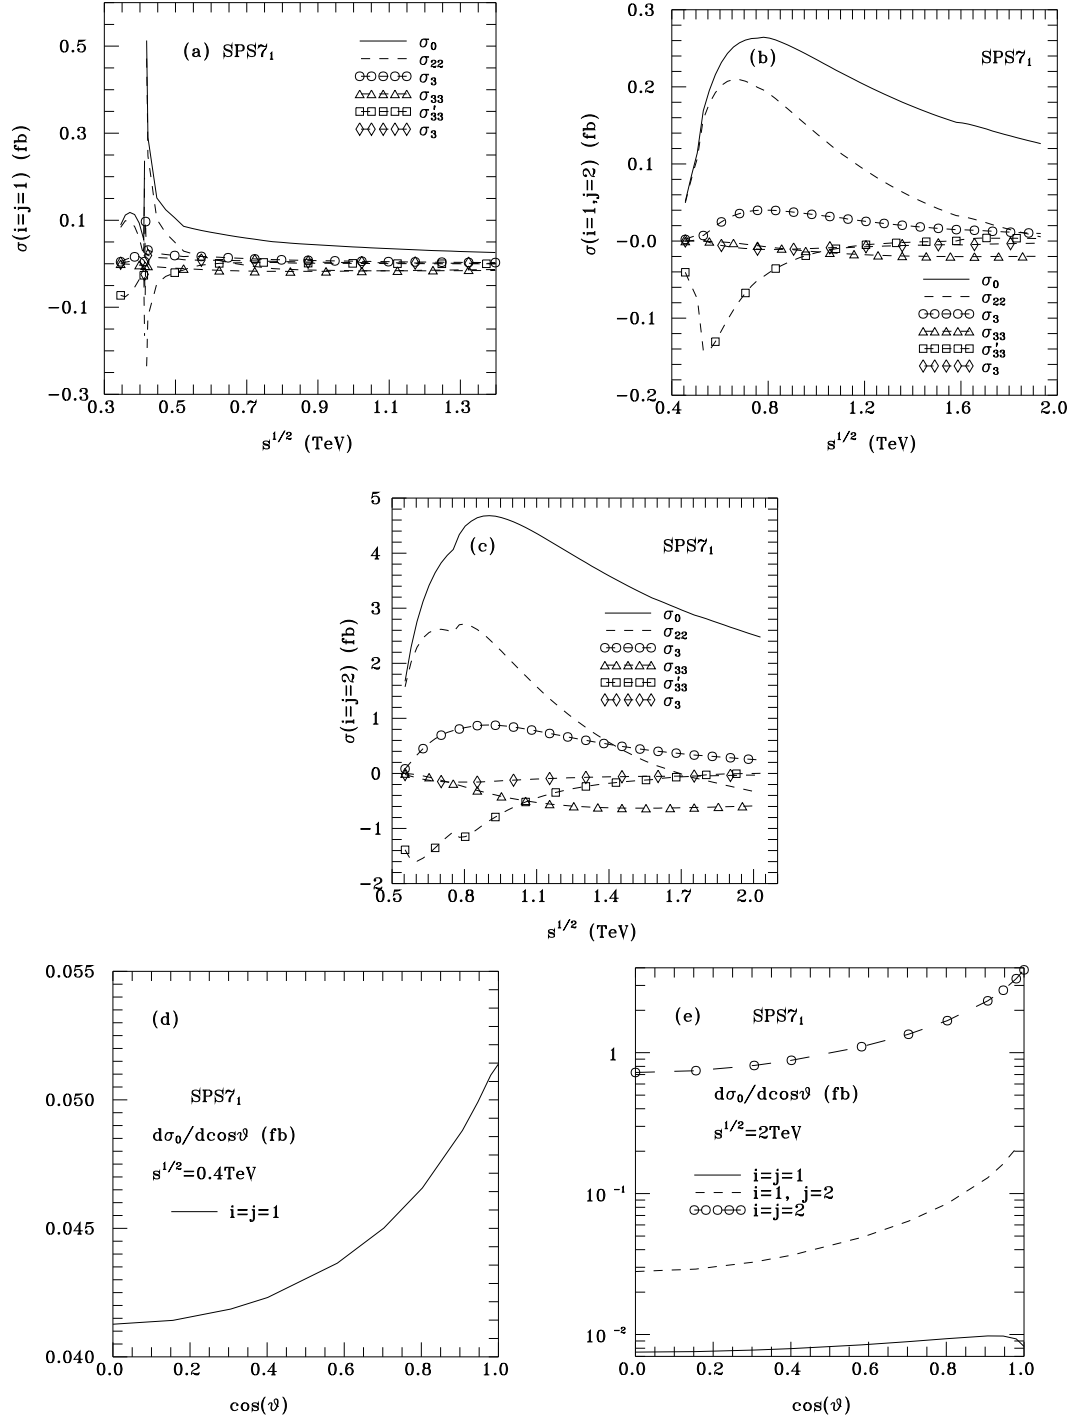 (a) SPS7₁
σ₀
σ₂₂
σ₃
σ₃₃
σ'₃₃
σ₃
0.5
0.3
0.1
−0.1
−0.3
σ(i=j=1) (fb)
0.3 0.5 0.7 0.9 1.1 1.3
s^1/2 (TeV)
(b) SPS7₁
0.3
0.2
0.1
−0.0
−0.1
−0.2
σ(i=1,j=2) (fb)
σ₀
σ₂₂
σ₃
σ₃₃
σ'₃₃
σ₃
0.4 0.8 1.2 1.6 2.0
s^1/2 (TeV)
(c) SPS7₁
5
4
3
2
1
0
−1
−2
σ(i=j=2) (fb)
σ₀
σ₂₂
σ₃
σ₃₃
σ'₃₃
σ₃
0.5 0.8 1.1 1.4 1.7 2.0
s^1/2 (TeV)
(d)
SPS7₁
dσ₀/dcosϑ (fb)
s^1/2=0.4TeV
i=j=1
0.055
0.050
0.045
0.040
0.0 0.2 0.4 0.6 0.8 1.0
cos(ϑ)
(e) SPS7₁
dσ₀/dcosϑ (fb)
s^1/2=2TeV
i=j=1
i=1, j=2
i=j=2
1
10⁻¹
10⁻²
0.0 0.2 0.4 0.6 0.8 1.0
cos(ϑ)